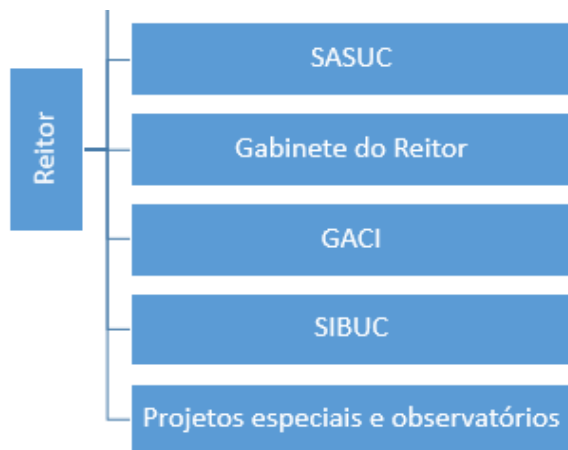 Reitor
SASUC
Gabinete do Reitor
GACI
SIBUC
Projetos especiais e observatórios